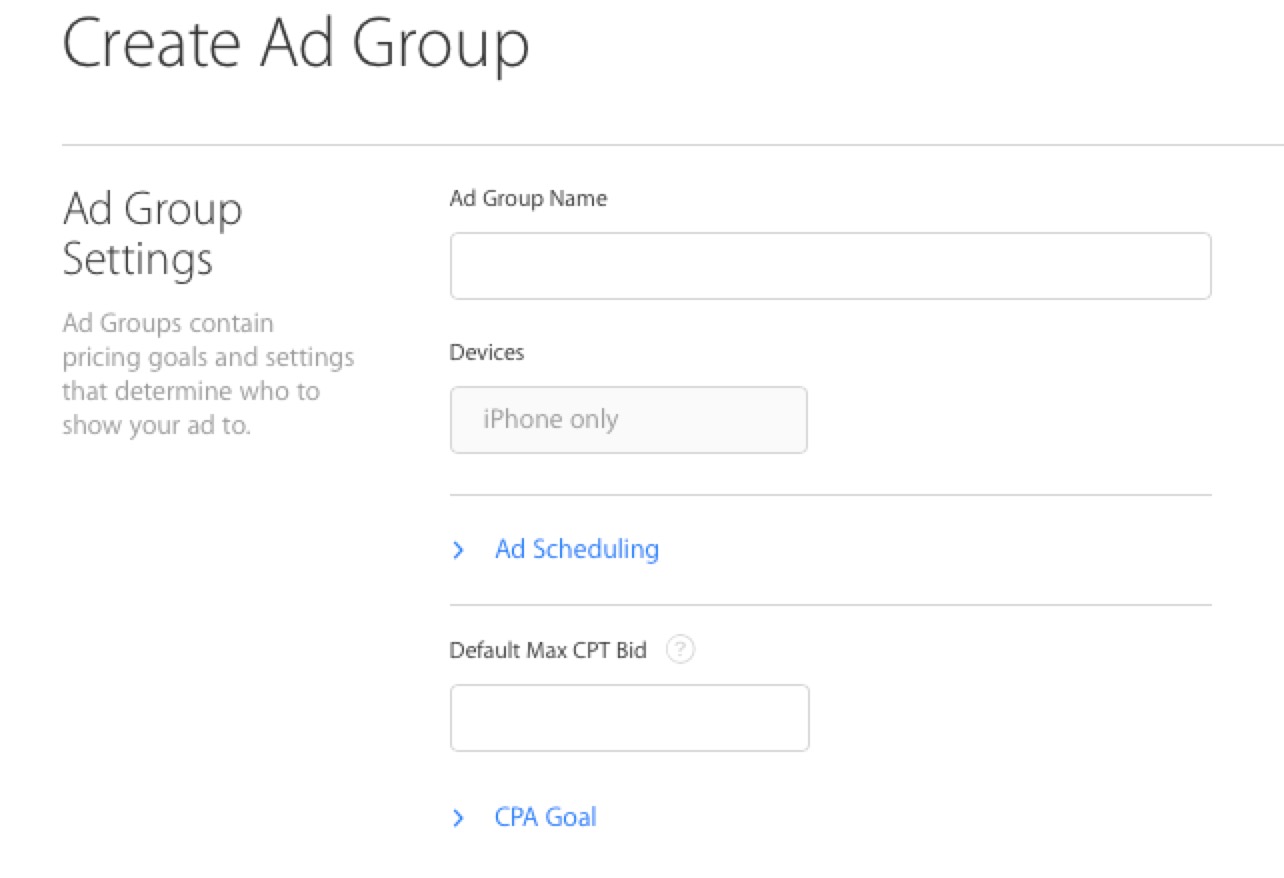 Create Ad Group
Ad Group
Settings
Ad Groups contain
pricing goals and settings
that determine who to
show your ad to.
Ad Group Name
Devices
iPhone only
Ad Scheduling
Default Max CPT Bid ?
CPA Goal